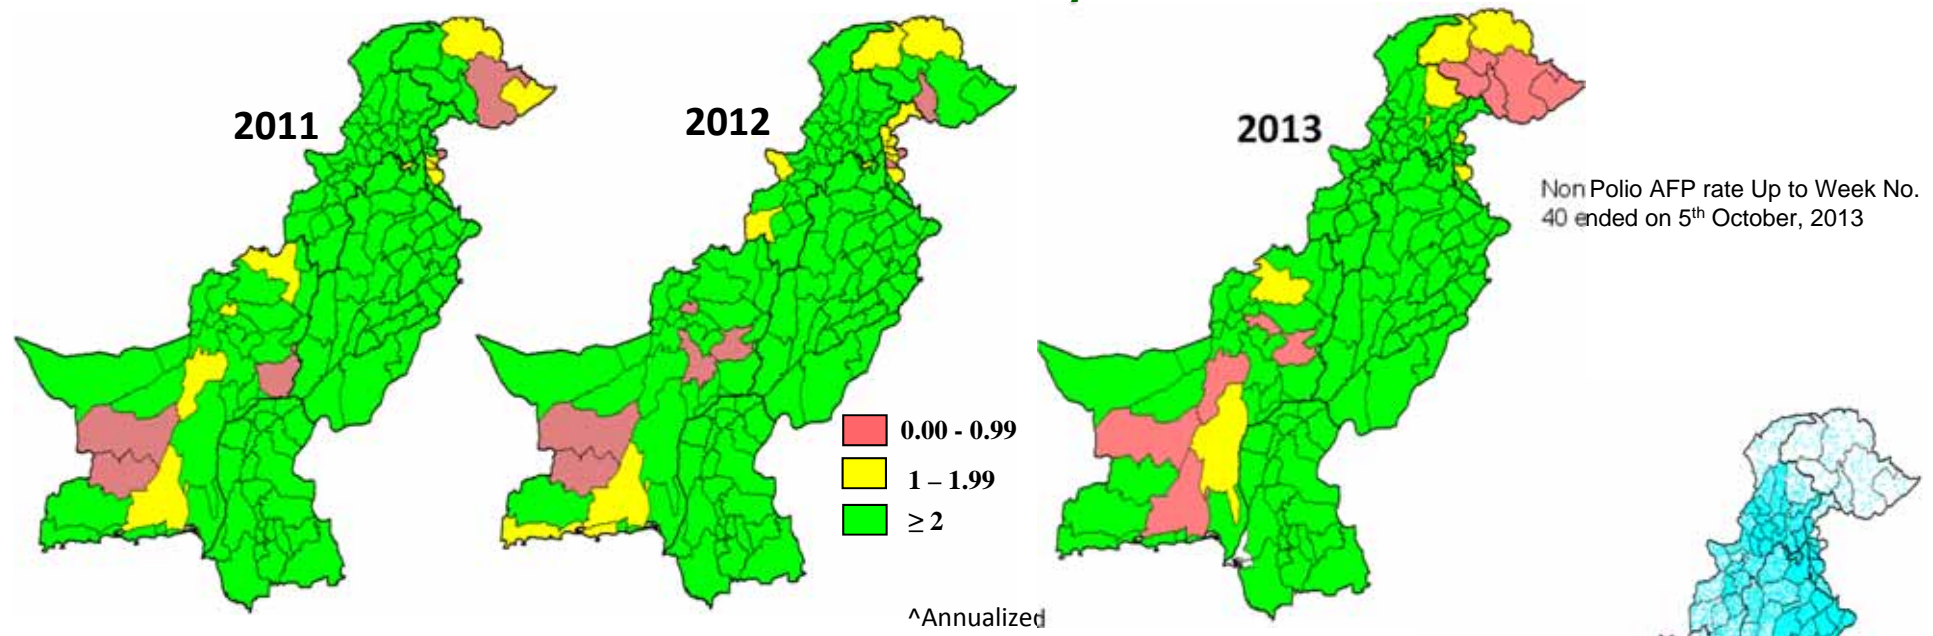 2011
2012
2013
Non Polio AFP rate Up to Week No.
40 ended on 5th October, 2013
0.00 - 0.99
1 – 1.99
≥ 2
^Annualized